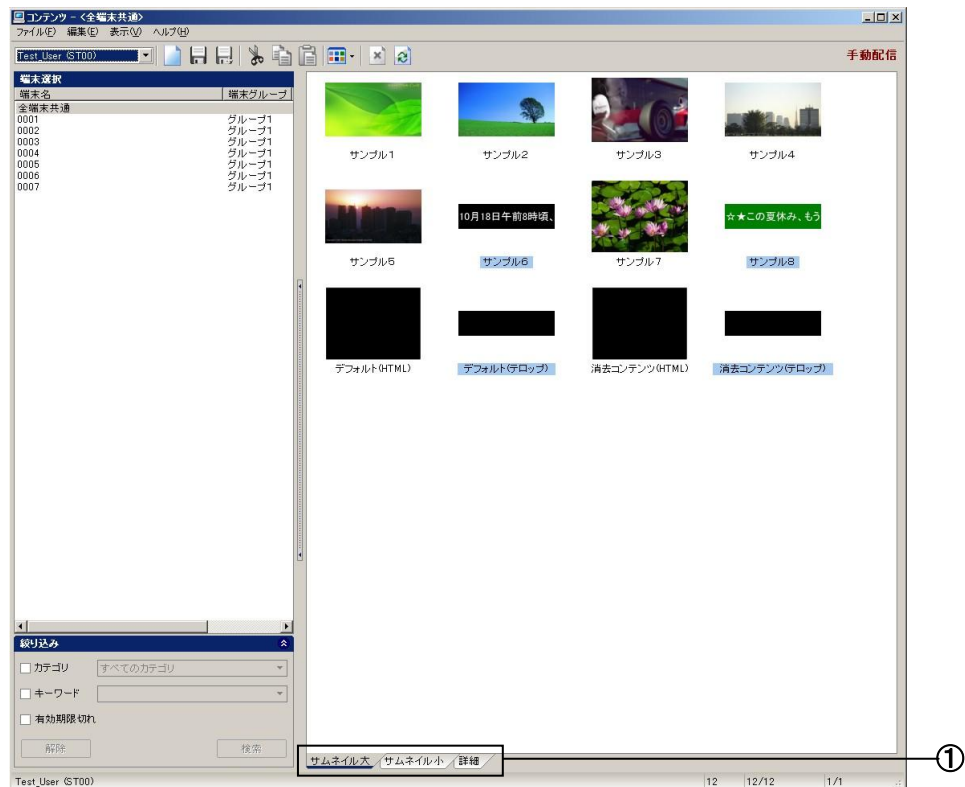 コンテンツ - <全端末共通>
ファイル(F) 編集(E) 表示(V) ヘルプ(H)
Test_User (ST00)
手動配信
端末選択
端末名 端末グループ
全端末共通
0001 グループ1
0002 グループ1
0003 グループ1
0004 グループ1
0005 グループ1
0006 グループ1
0007 グループ1
サンプル1 サンプル2 サンプル3 サンプル4
10月18日午前8時頃、
☆★この夏休み、もう
サンプル5 サンプル6 サンプル7 サンプル8
デフォルト(HTML) デフォルト(テロップ) 消去コンテンツ(HTML) 消去コンテンツ(テロップ)
絞り込み
カテゴリ すべてのカテゴリ
キーワード
有効期限切れ
解除 検索
サムネイル大 サムネイル小 詳細
①
Test_User (ST00) 12 12/12 1/1